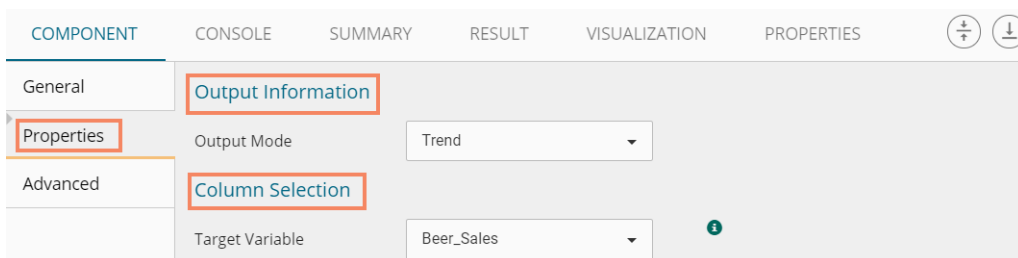 COMPONENT CONSOLE SUMMARY RESULT VISUALIZATION PROPERTIES
General
Output Information
Properties
Output Mode Trend
Advanced
Column Selection
Target Variable Beer_Sales